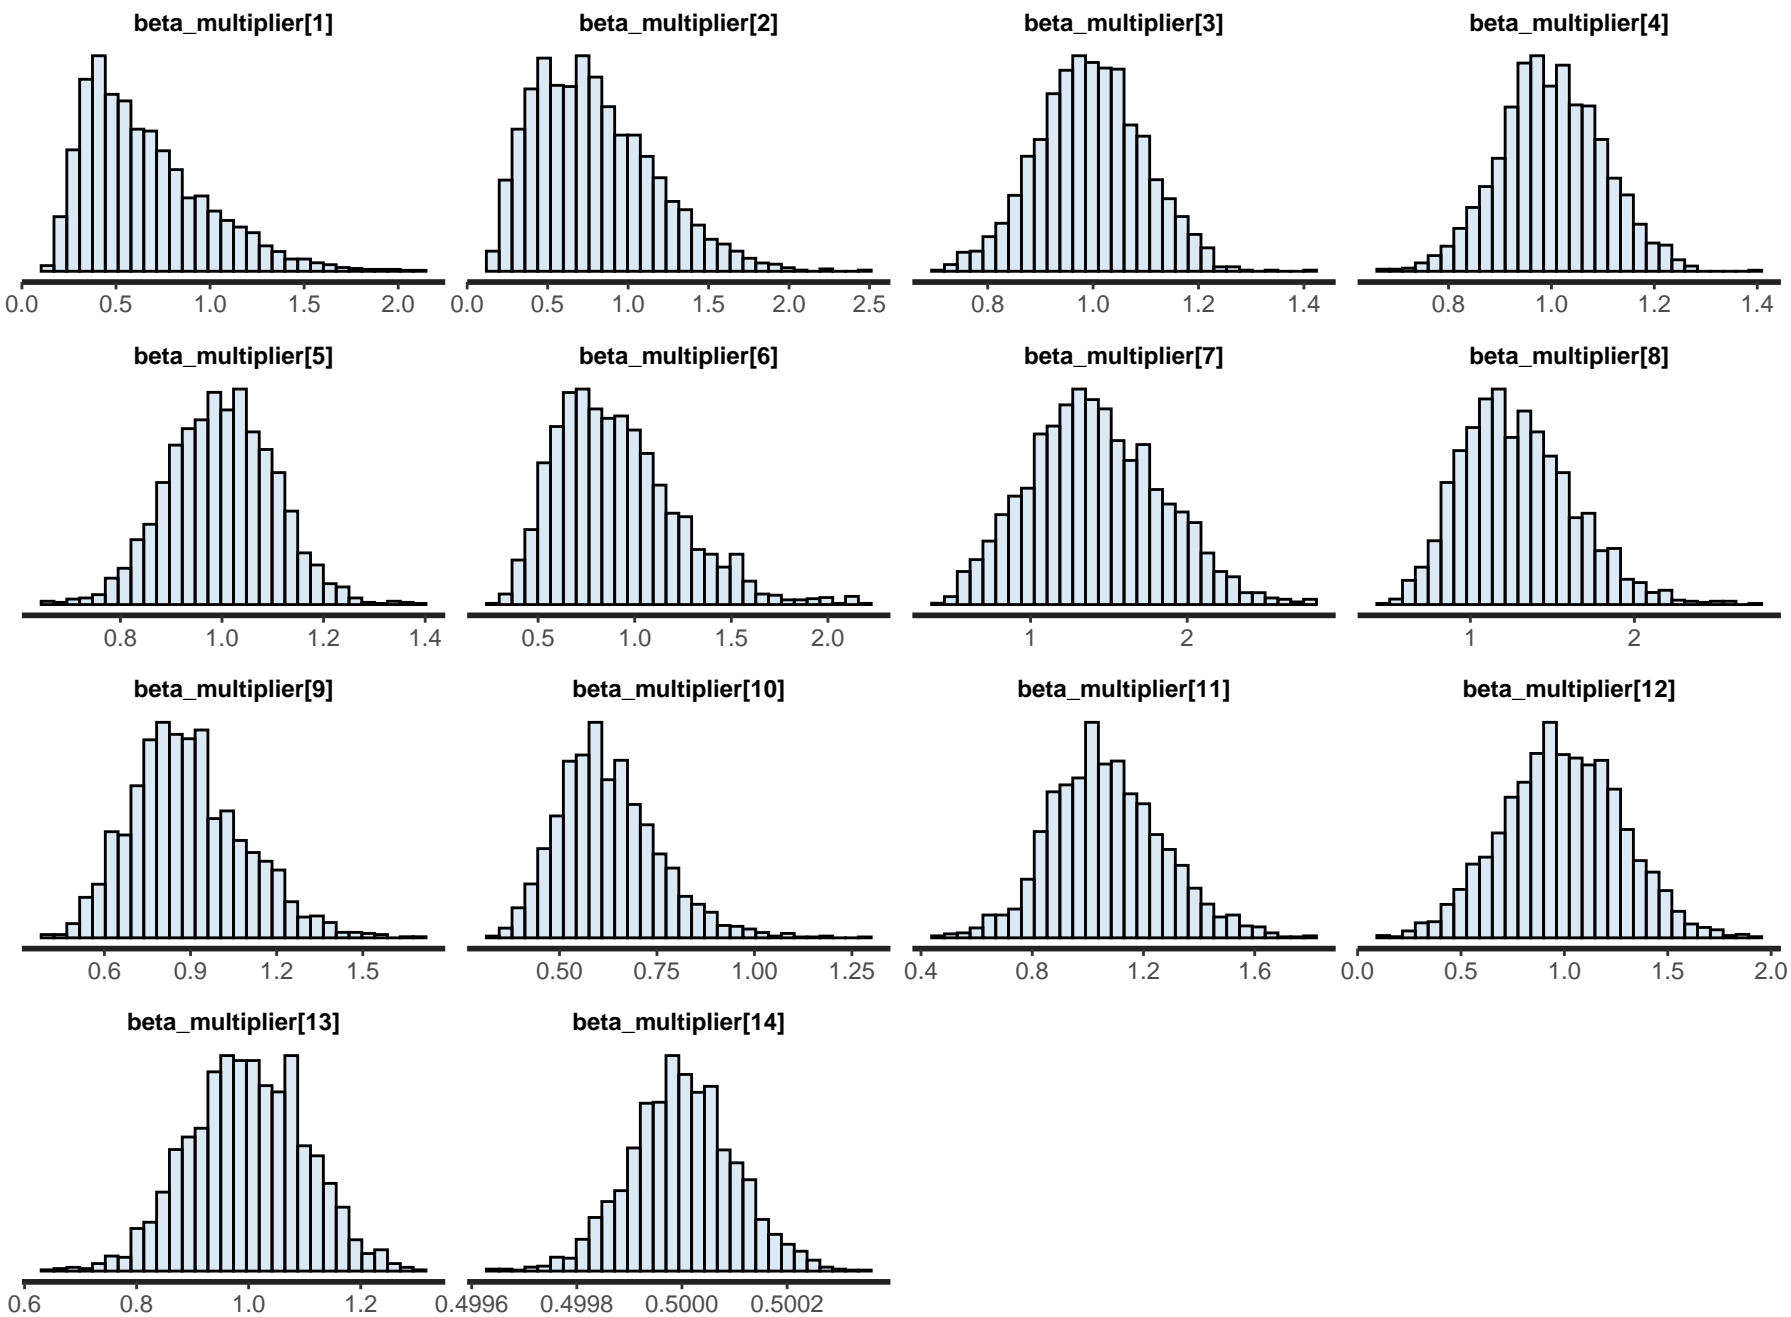 beta_multiplier[1] beta_multiplier[2] beta_multiplier[3] beta_multiplier[4]
0.0 0.5 1.0 1.5 2.0 0.0 0.5 1.0 1.5 2.0 2.5 0.8 1.0 1.2 1.4 0.8 1.0 1.2 1.4
beta_multiplier[5] beta_multiplier[6] beta_multiplier[7] beta_multiplier[8]
0.8 1.0 1.2 1.4 0.5 1.0 1.5 2.0 1 2 1 2
beta_multiplier[9] beta_multiplier[10] beta_multiplier[11] beta_multiplier[12]
0.6 0.9 1.2 1.5 0.50 0.75 1.00 1.25 0.4 0.8 1.2 1.6 0.0 0.5 1.0 1.5 2.0
beta_multiplier[13] beta_multiplier[14]
0.6 0.8 1.0 1.2 0.4996 0.4998 0.5000 0.5002